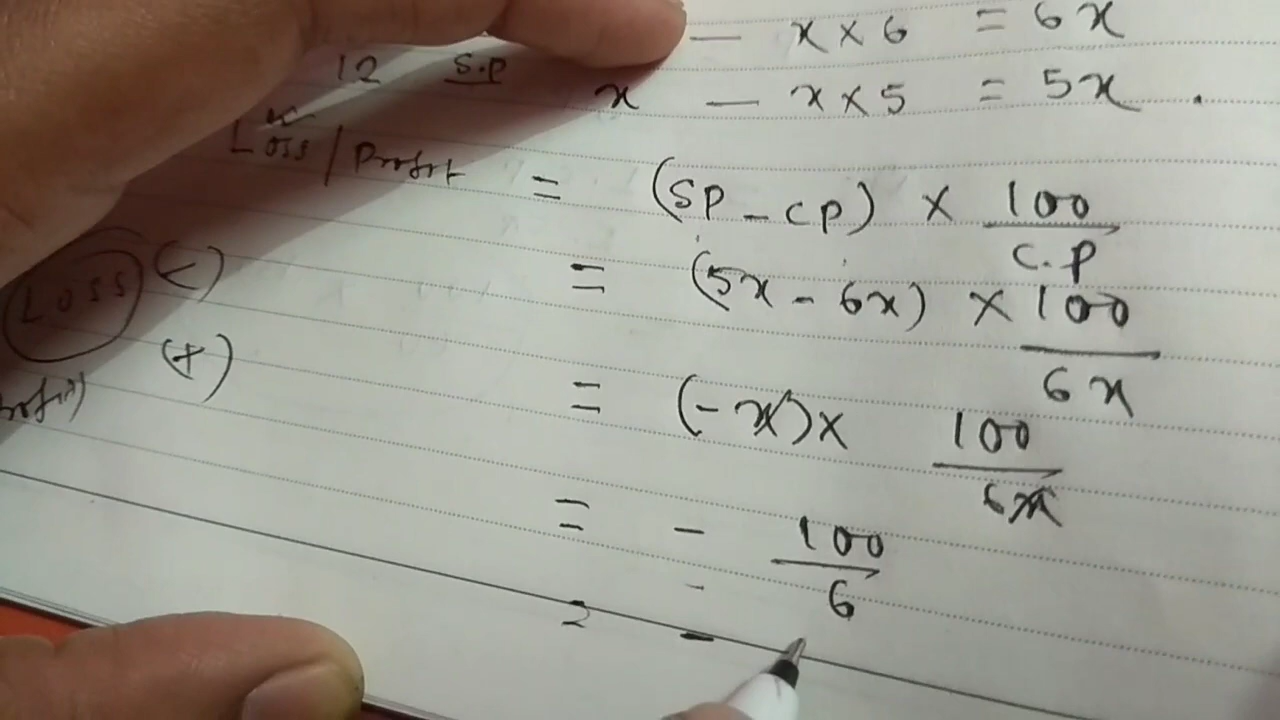 — x × 6 = 6x
12 S.P x — x × 5 = 5x .
Loss / Profit = (SP - CP) × 100/C.P
Loss (-) = (5x - 6x) × 100/6x
(+) = (-x) × 100/6x
= - 100/6
= -